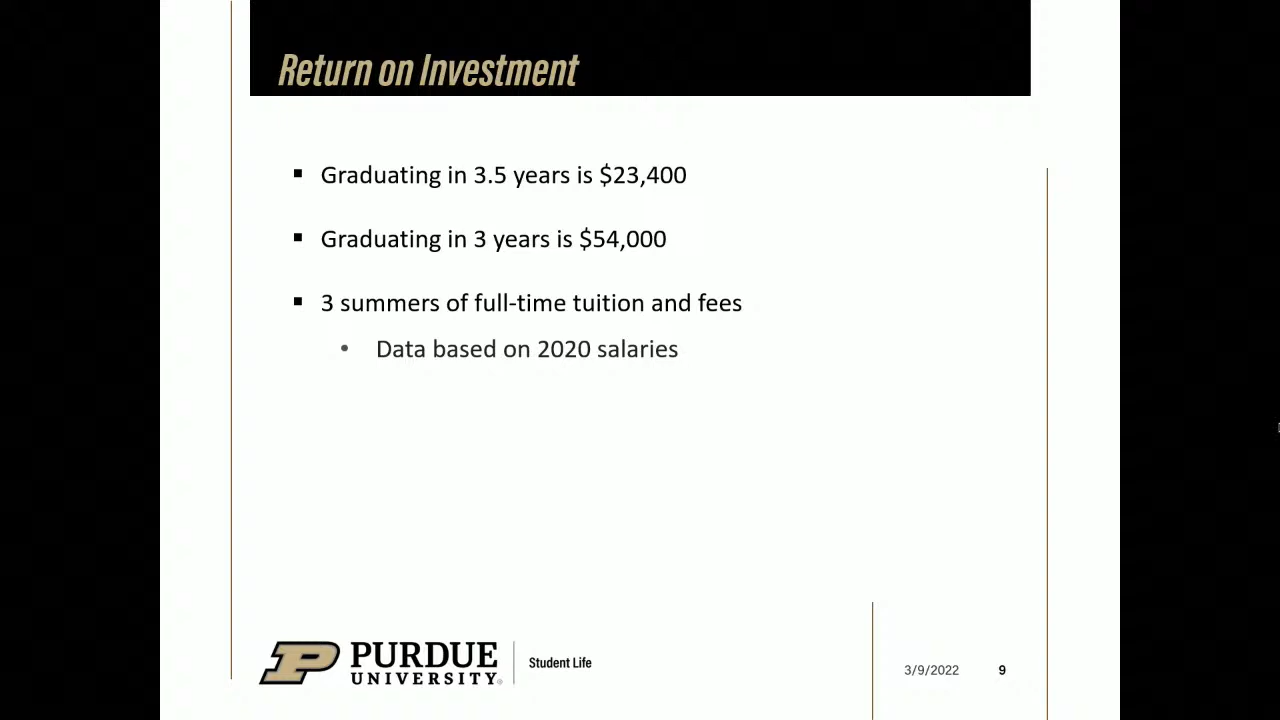 Return on Investment
▪ Graduating in 3.5 years is $23,400
▪ Graduating in 3 years is $54,000
▪ 3 summers of full-time tuition and fees
• Data based on 2020 salaries
PURDUE
UNIVERSITY®
Student Life
3/9/2022
9